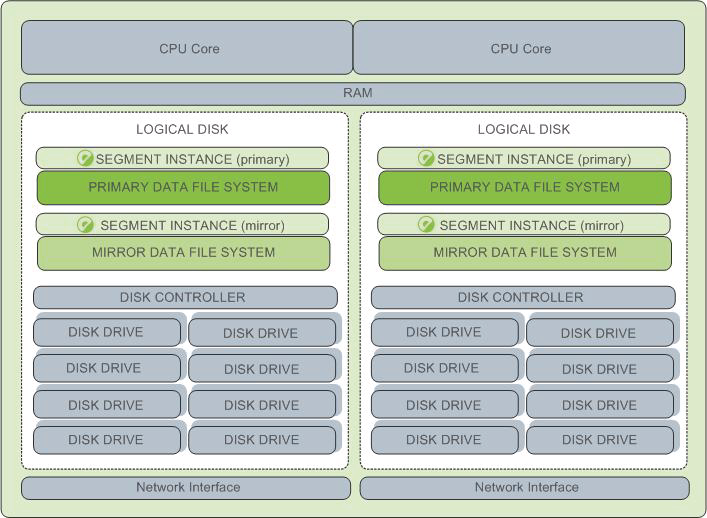 CPU Core
CPU Core
RAM
LOGICAL DISK
SEGMENT INSTANCE (primary)
PRIMARY DATA FILE SYSTEM
SEGMENT INSTANCE (mirror)
MIRROR DATA FILE SYSTEM
DISK CONTROLLER
DISK DRIVE
DISK DRIVE
DISK DRIVE
DISK DRIVE
DISK DRIVE
DISK DRIVE
DISK DRIVE
DISK DRIVE
LOGICAL DISK
SEGMENT INSTANCE (primary)
PRIMARY DATA FILE SYSTEM
SEGMENT INSTANCE (mirror)
MIRROR DATA FILE SYSTEM
DISK CONTROLLER
DISK DRIVE
DISK DRIVE
DISK DRIVE
DISK DRIVE
DISK DRIVE
DISK DRIVE
DISK DRIVE
DISK DRIVE
Network Interface
Network Interface